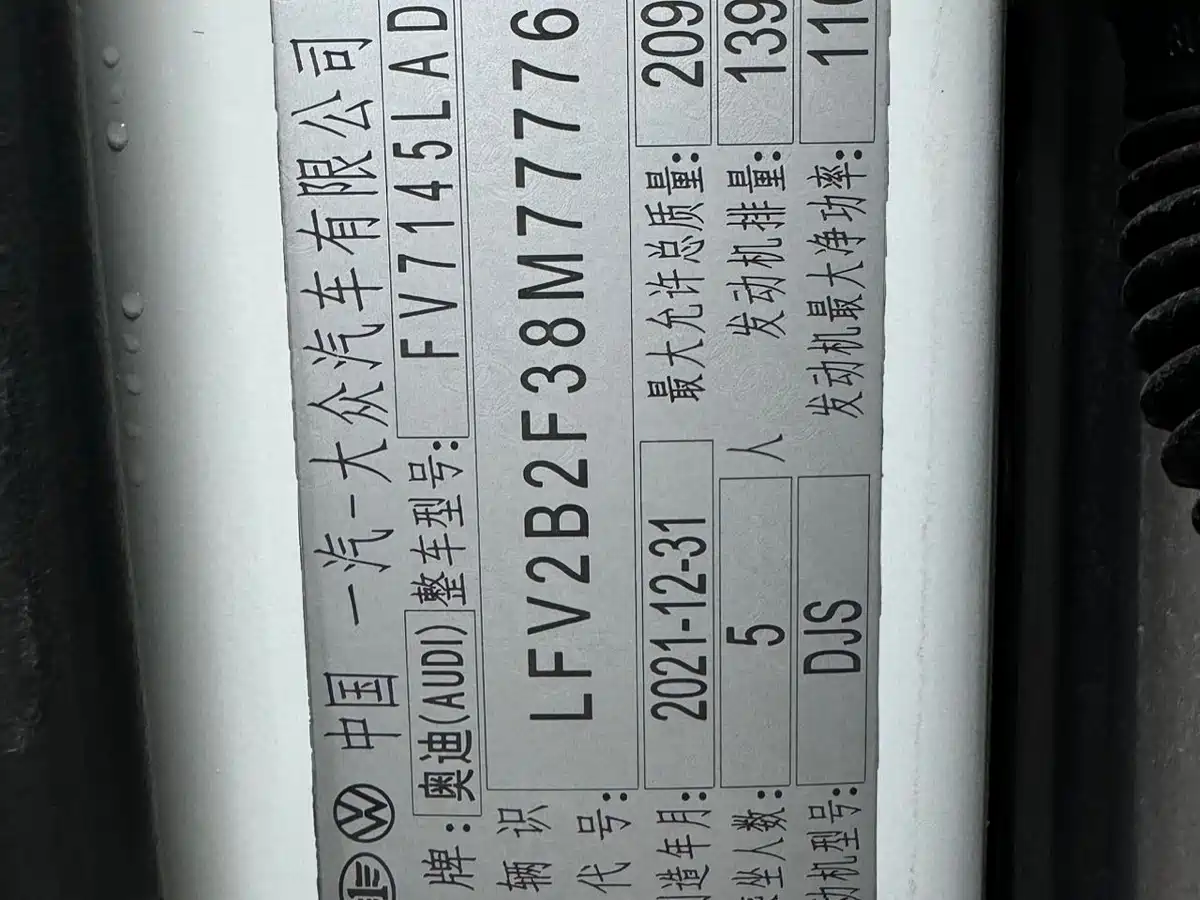 中国 一汽-大众汽车有限公司
牌: 奥迪(AUDI) 整车型号: FV7145LAD
辆识
代号: LFV2B2F38M77776
造年月: 2021-12-31 最大允许总质量: 209
坐人数: 5 人 发动机排量: 139
动机型号: DJS 发动机最大净功率: 110